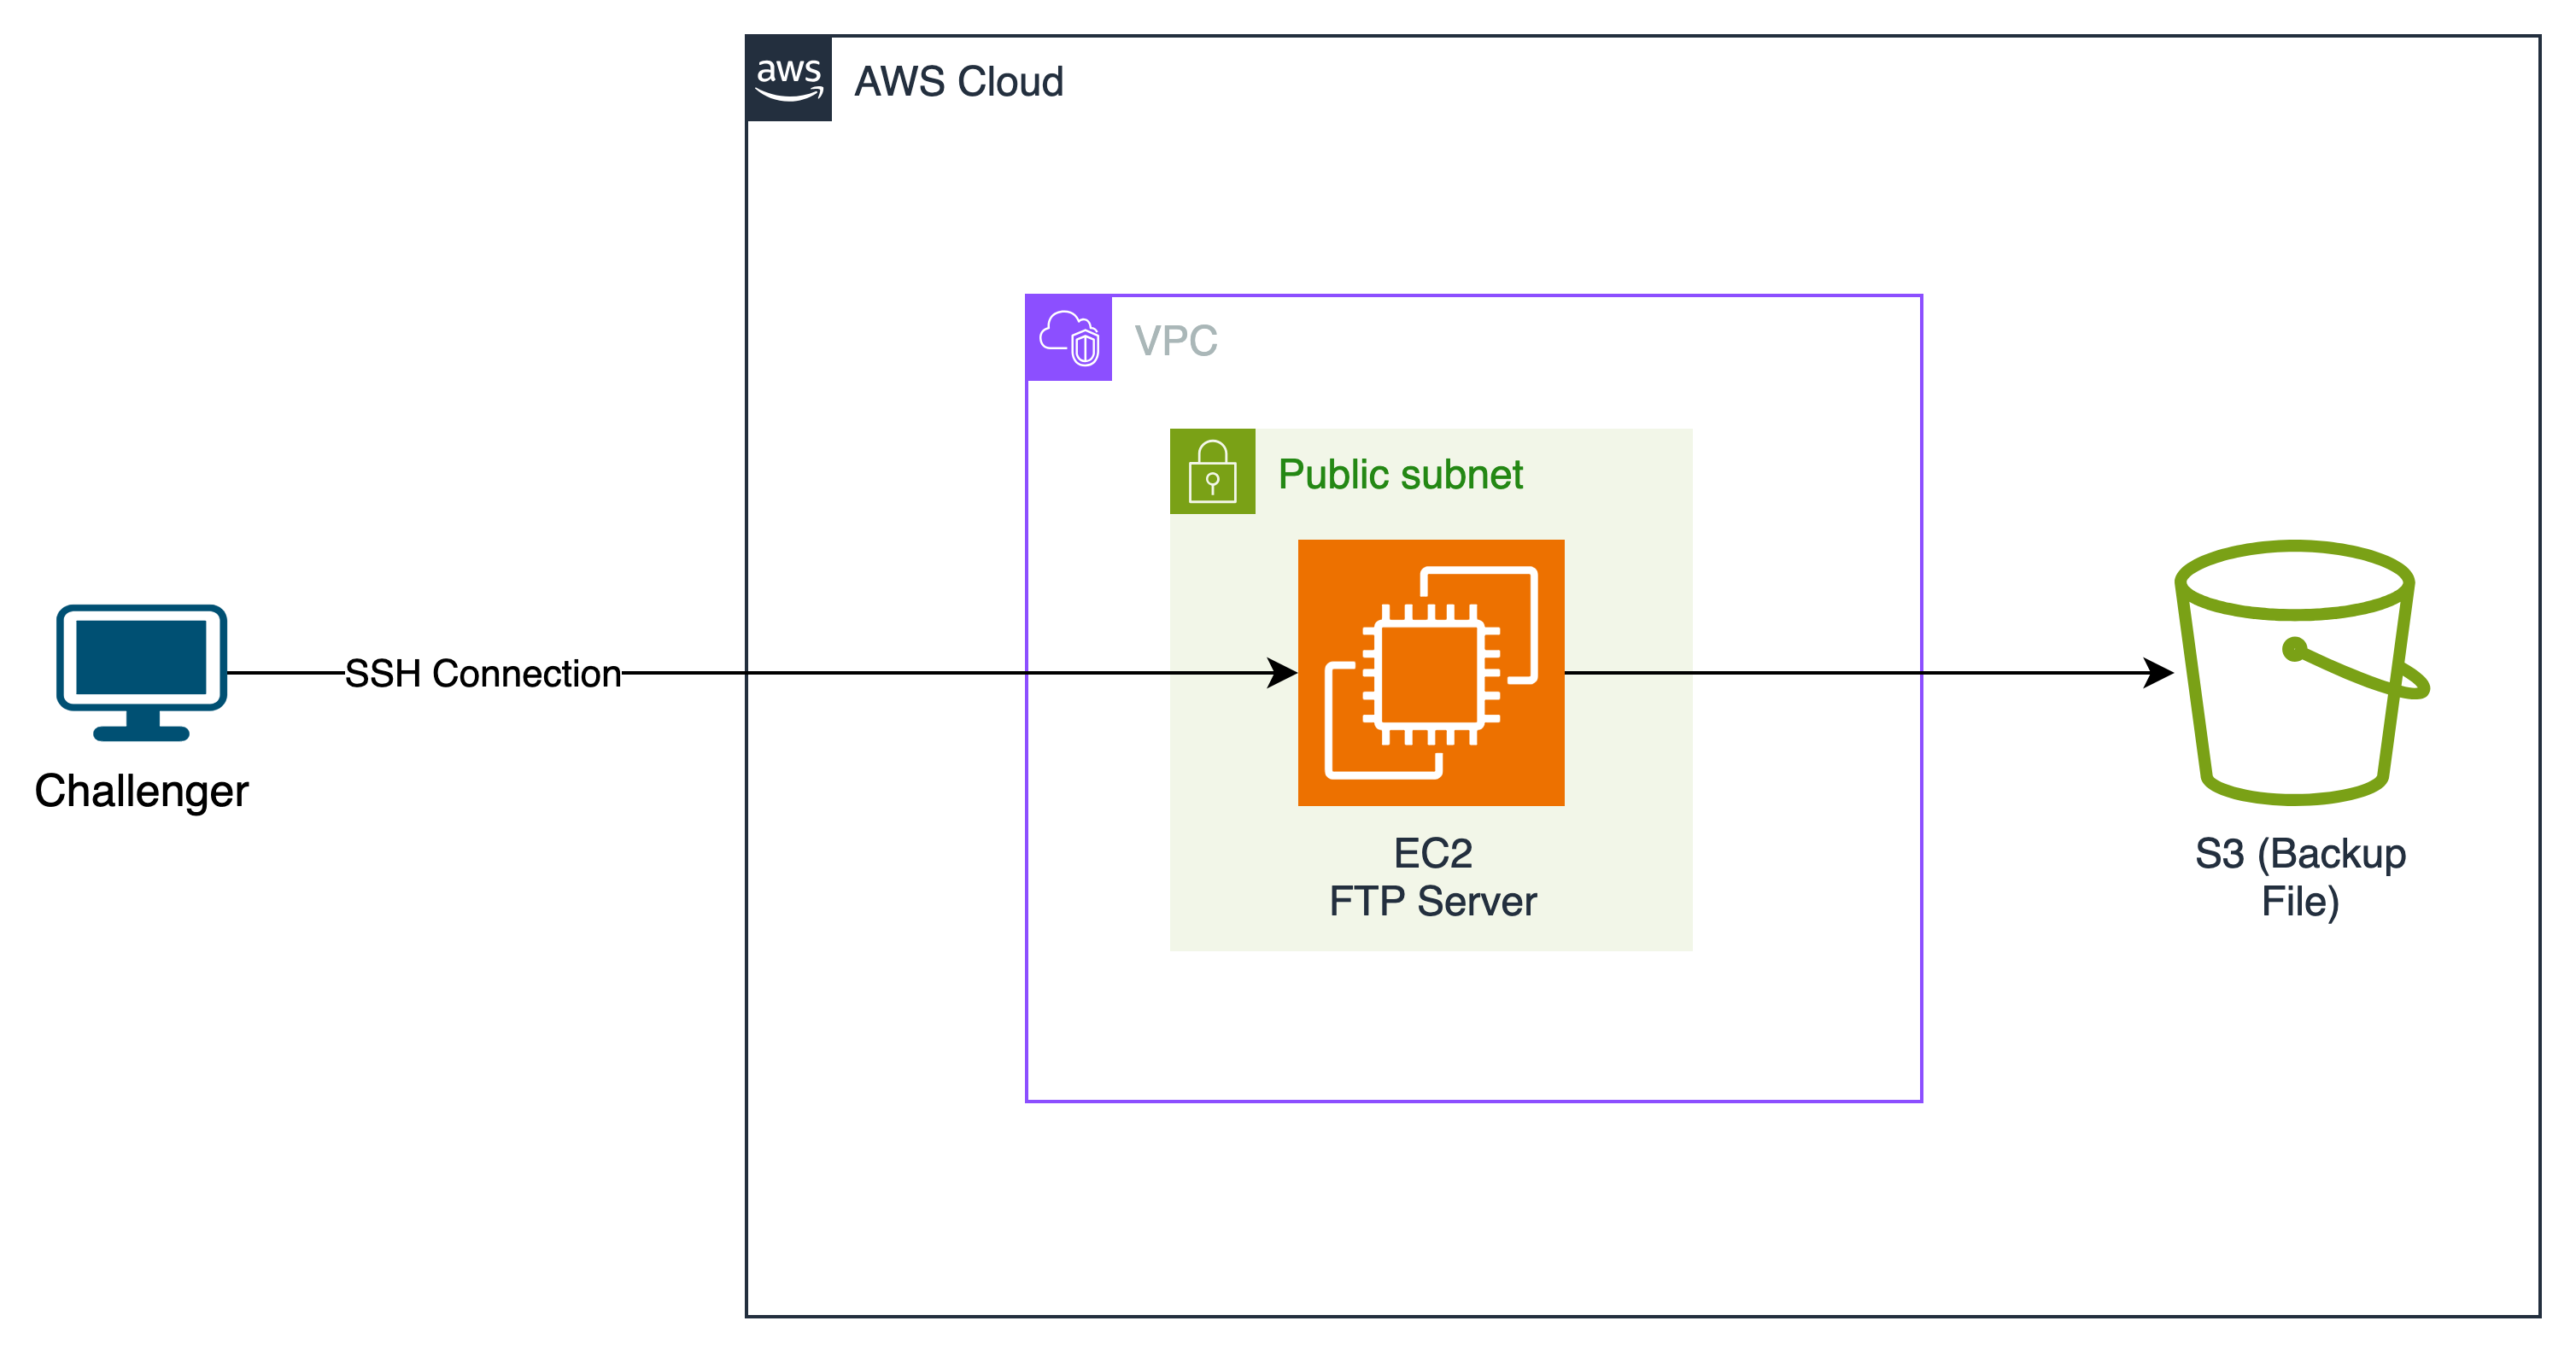 aws
AWS Cloud
VPC
Public subnet
SSH Connection
Challenger
EC2
FTP Server
S3 (Backup
File)